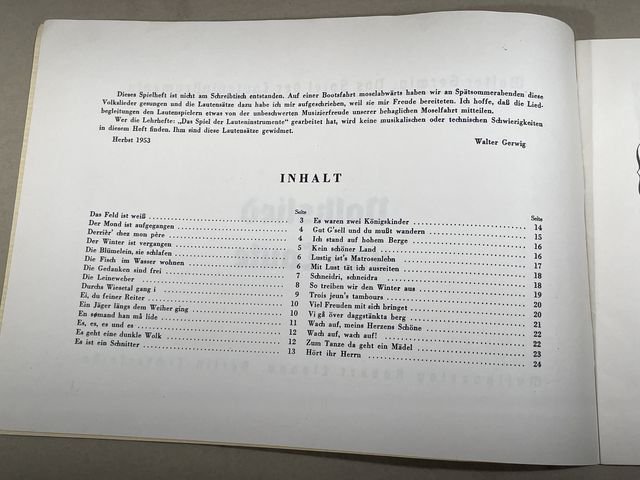 Dieses Spielheft ist nicht am Schreibtisch entstanden. Auf einer Bootsfahrt moselabwärts haben wir an Spätsommerabenden diese
Volkslieder gesungen und die Lautensätze dazu habe ich mir aufgeschrieben, weil sie mir Freude bereiteten. Ich hoffe, daß die Lied-
begleitungen den Lautenspielern etwas von der unbeschwerten Musizierfreude unserer behaglichen Moselfahrt mitteilen.
Wer die Lehrhefte: „Das Spiel der Lauteninstrumente" gearbeitet hat, wird keine musikalischen oder technischen Schwierigkeiten
in diesem Heft finden. Ihm sind diese Lautensätze gewidmet.
Herbst 1953 Walter Gerwig
INHALT
Seite
Das Feld ist weiß 3
Der Mond ist aufgegangen 4
Derrièr' chez mon père 4
Der Winter ist vergangen 5
Die Blümelein, sie schlafen 6
Die Fisch im Wasser wohnen 6
Die Gedanken sind frei 7
Die Leineweber 8
Durchs Wiesetal gang i 9
Ei, du feiner Reiter 10
Ein Jäger längs dem Weiher ging 10
En sømand han må lide 11
Es, es, es und es 12
Es geht eine dunkle Wolk 12
Es ist ein Schnitter 13
Seite
Es waren zwei Königskinder 14
Gut G'sell und du mußt wandern 15
Ich stand auf hohem Berge 16
Kein schöner Land 16
Lustig ist's Matrosenlebn 17
Mit Lust tät ich ausreiten 18
Schneidri, schneidra 18
So treiben wir den Winter aus 19
Trois jeun's tambours 20
Viel Freuden mit sich bringet 20
Vi gå över daggstänkta berg 21
Wach auf, meins Herzens Schöne 22
Wach auf, wach auf! 22
Zum Tanze da geht ein Mädel 23
Hört ihr Herrn 24